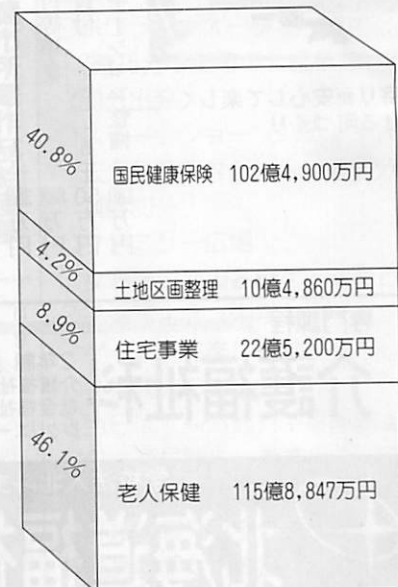 40.8%
国民健康保険 102億4,900万円
4.2%
土地区画整理 10億4,860万円
8.9%
住宅事業 22億5,200万円
46.1%
老人保健 115億8,847万円